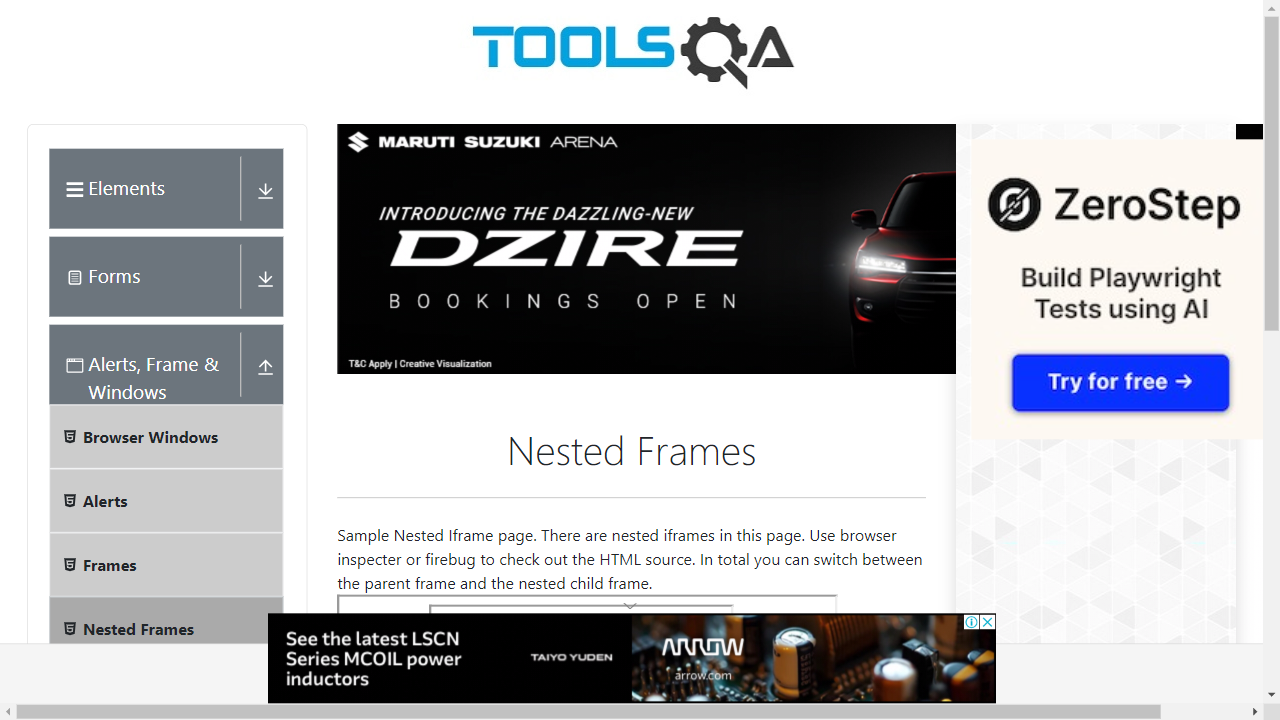 TOOLSQA
Elements
Forms
Alerts, Frame &
Windows
Browser Windows
Alerts
Frames
Nested Frames
MARUTI SUZUKI ARENA
INTRODUCING THE DAZZLING-NEW
DZIRE
BOOKINGS OPEN
T&C Apply | Creative Visualization
ZeroStep
Build Playwright
Tests using AI
Try for free →
Nested Frames
Sample Nested Iframe page. There are nested iframes in this page. Use browser
inspecter or firebug to check out the HTML source. In total you can switch between
the parent frame and the nested child frame.
See the latest LSCN
Series MCOIL power
inductors
TAIYO YUDEN
ARROW
arrow.com